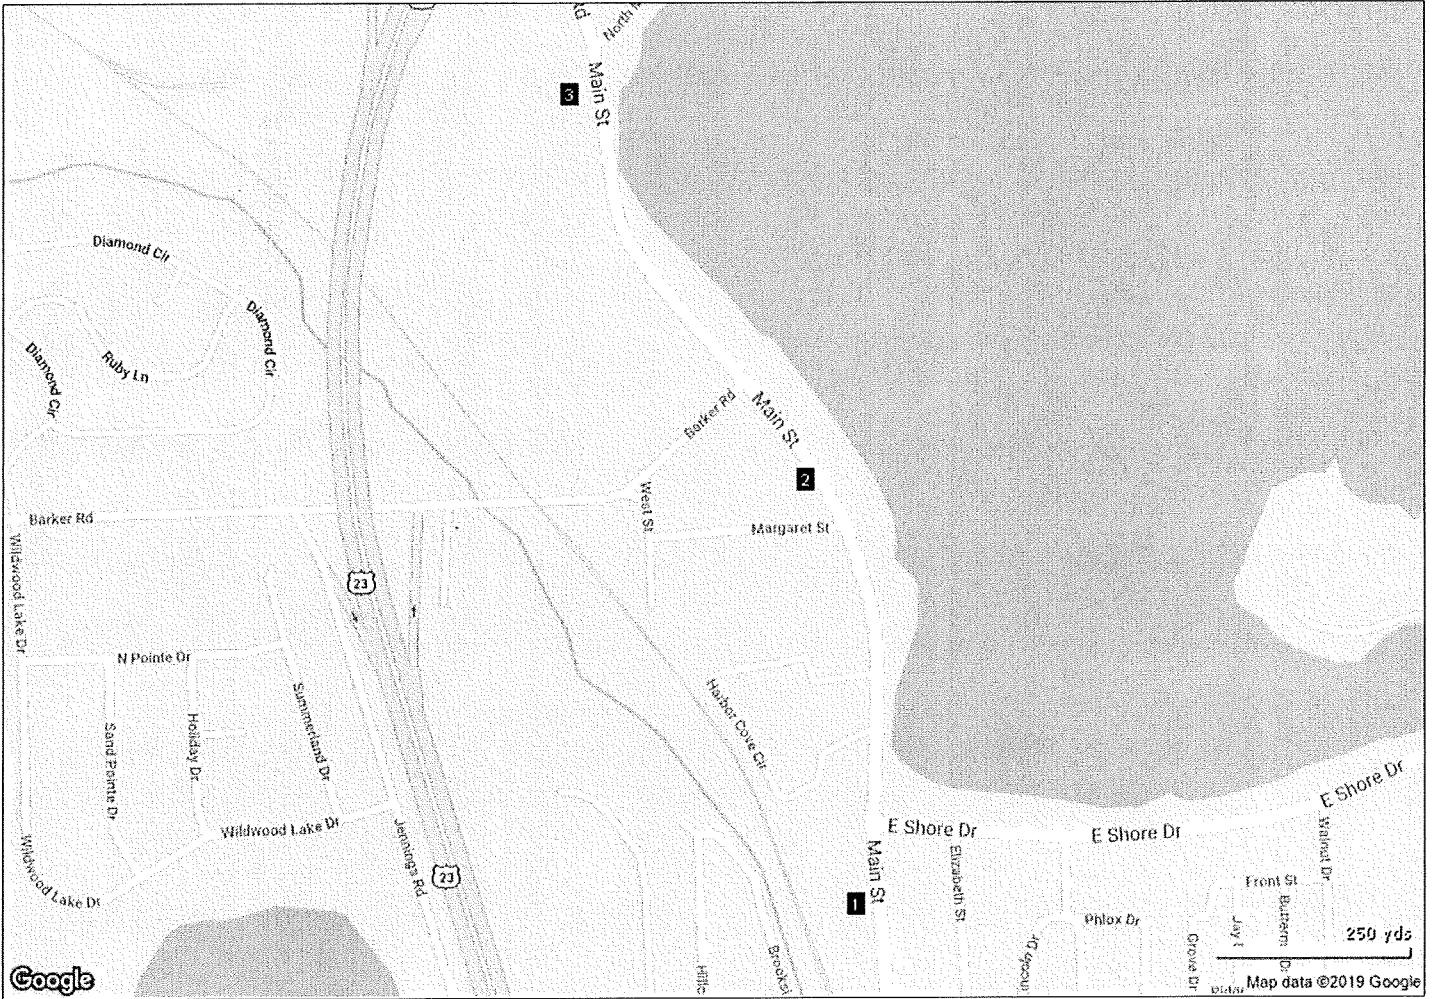 Rd
North
3
Main St
Diamond Cir
Diamond Cir
Diamond Cir
Ruby Ln
Barker Rd
Main St
2
West St
Margaret St
Barker Rd
Wildwood Lake Dr
23
N Pointe Dr
Summerland Dr
Harbor Cove Cir
Sand Pointe Dr
Holiday Dr
E Shore Dr
E Shore Dr
E Shore Dr
Wildwood Lake Dr
Jennings Rd
Main St
Walnut Dr
Wildwood Lake Dr
23
Elizabeth St
Front St
1
Phlox Dr
Jay
Grove Dr
250 yds
Google
Map data ©2019 Google